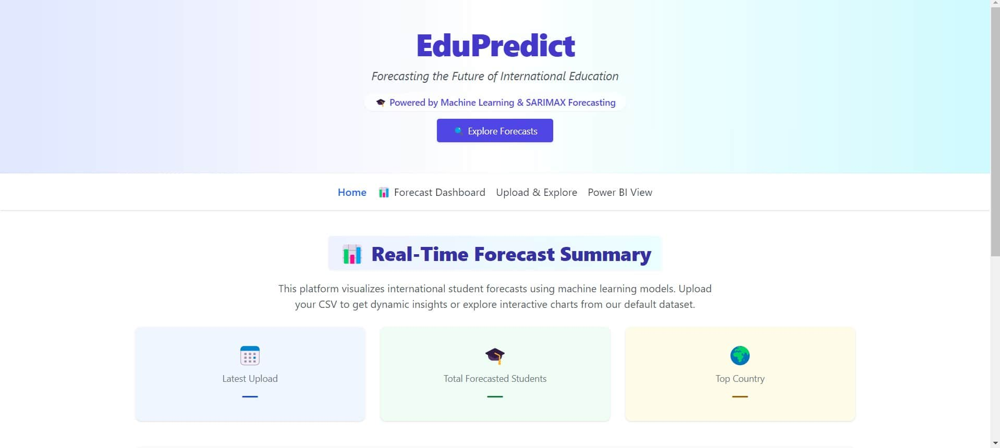 EduPredict
Forecasting the Future of International Education
Powered by Machine Learning & SARIMAX Forecasting
Explore Forecasts
Home Forecast Dashboard Upload & Explore Power BI View
Real-Time Forecast Summary
This platform visualizes international student forecasts using machine learning models. Upload
your CSV to get dynamic insights or explore interactive charts from our default dataset.
Latest Upload
—
Total Forecasted Students
—
Top Country
—